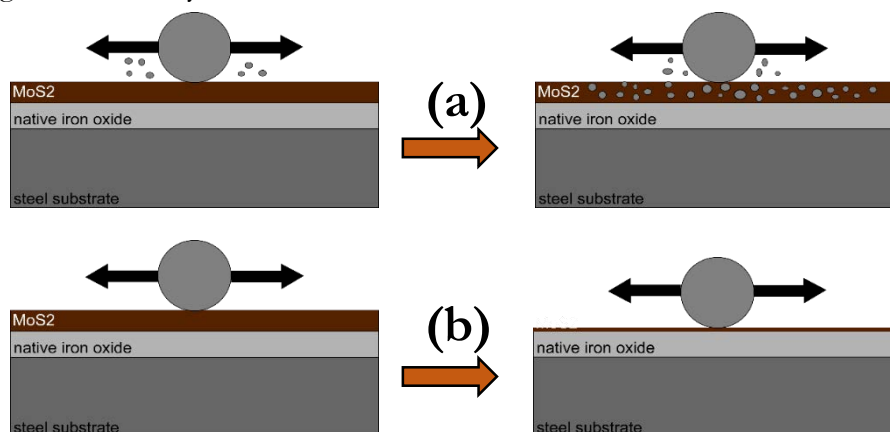 MoS2
native iron oxide
steel substrate
(a)
MoS2
native iron oxide
steel substrate
MoS2
native iron oxide
steel substrate
(b)
native iron oxide
steel substrate